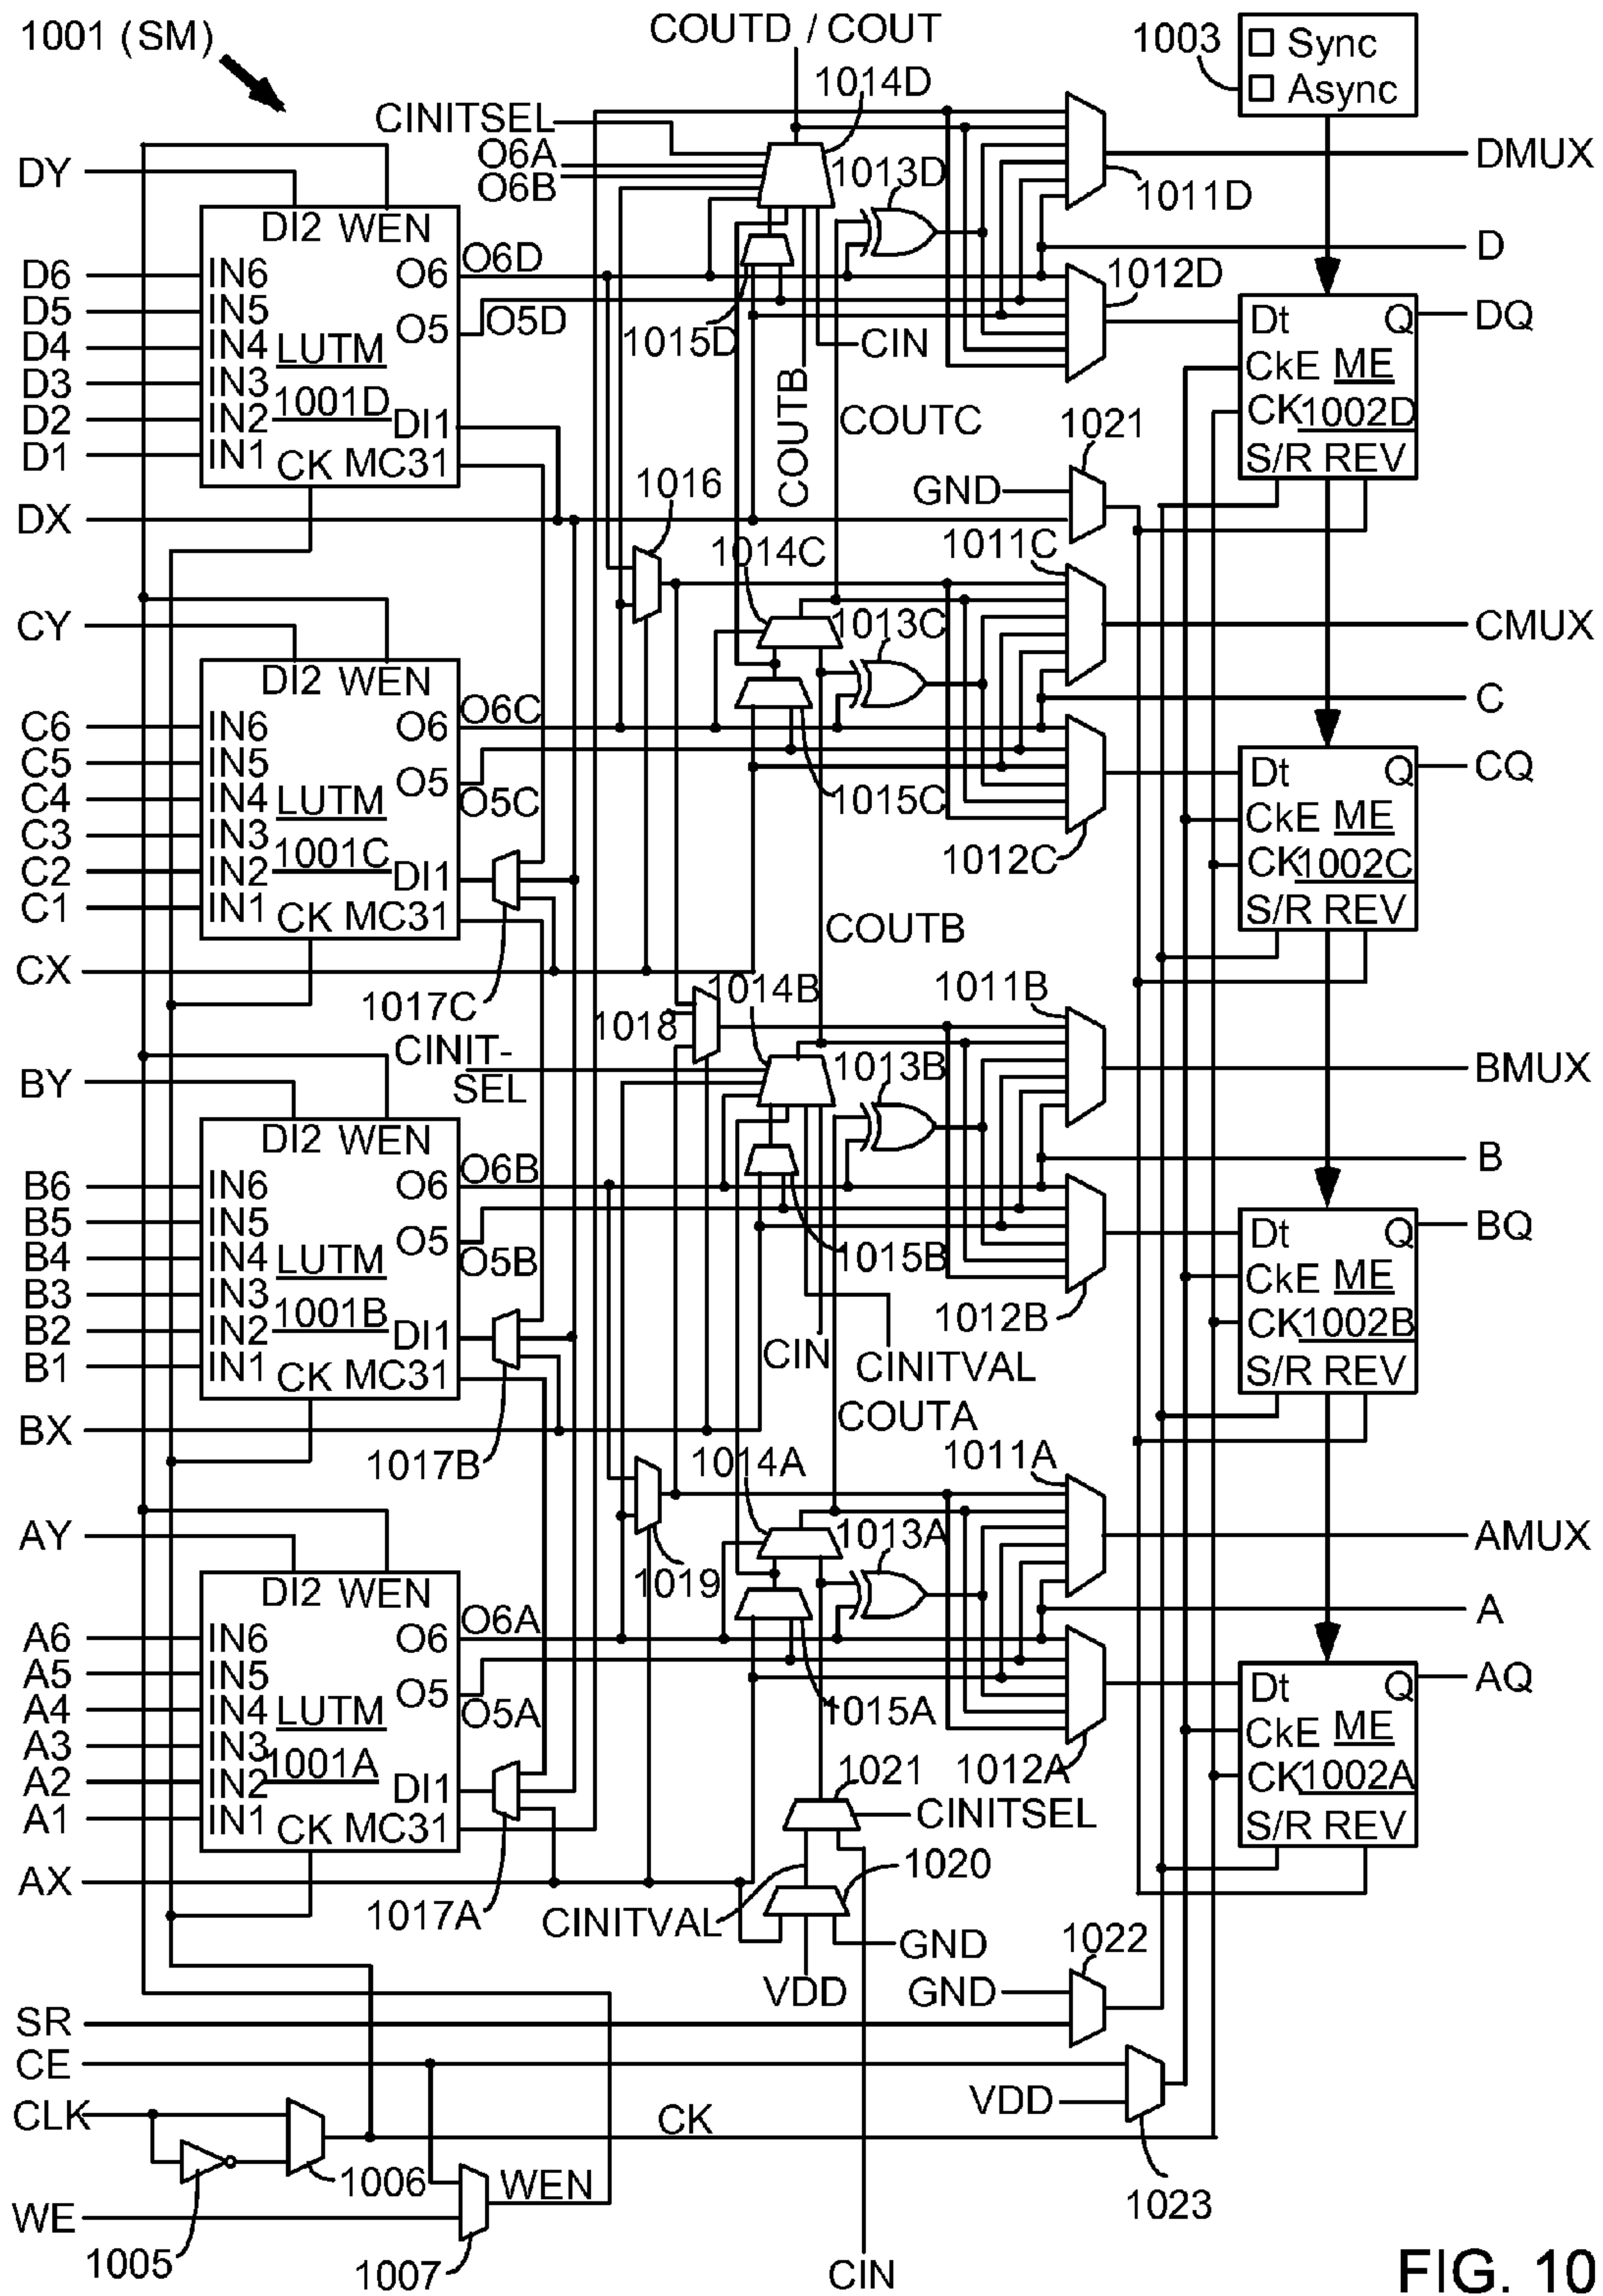 1001 (SM)
COUTD / COUT
1003
Sync
Async
1014D
CINITSEL
O6A
O6B
1013D
DMUX
1011D
DY
DI2 WEN
D
D6
D5
D4
D3
D2
D1
IN6
IN5
IN4
IN3
IN2
IN1
LUTM
1001D
O6
O5
DI1
CK MC31
O6D
O5D
1015D
CIN
COUTB
COUTC
1012D
Dt
Q
DQ
CkE ME
CK 1002D
S/R REV
1021
GND
DX
1016
1014C
1011C
CMUX
CY
DI2 WEN
1013C
C
C6
C5
C4
C3
C2
C1
IN6
IN5
IN4
IN3
IN2
IN1
LUTM
1001C
O6
O5
DI1
CK MC31
O6C
O5C
1015C
1012C
Dt
Q
CQ
CkE ME
CK 1002C
S/R REV
COUTB
CX
1017C
1018
1014B
1011B
CINIT-
SEL
1013B
BMUX
BY
DI2 WEN
B
B6
B5
B4
B3
B2
B1
IN6
IN5
IN4
IN3
IN2
IN1
LUTM
1001B
O6
O5
DI1
CK MC31
O6B
O5B
1015B
1012B
CIN
CINITVAL
Dt
Q
BQ
CkE ME
CK 1002B
S/R REV
COUTA
BX
1017B
1014A
1011A
1013A
AMUX
AY
1019
DI2 WEN
A
A6
A5
A4
A3
A2
A1
IN6
IN5
IN4
IN3
IN2
IN1
LUTM
1001A
O6
O5
DI1
CK MC31
O6A
O5A
1015A
1012A
Dt
Q
AQ
CkE ME
CK 1002A
S/R REV
1021
CINITSEL
1020
AX
1017A
CINITVAL
GND
VDD
1022
GND
SR
CE
VDD
CLK
CK
1006
WEN
1023
WE
1005
1007
CIN
FIG. 10